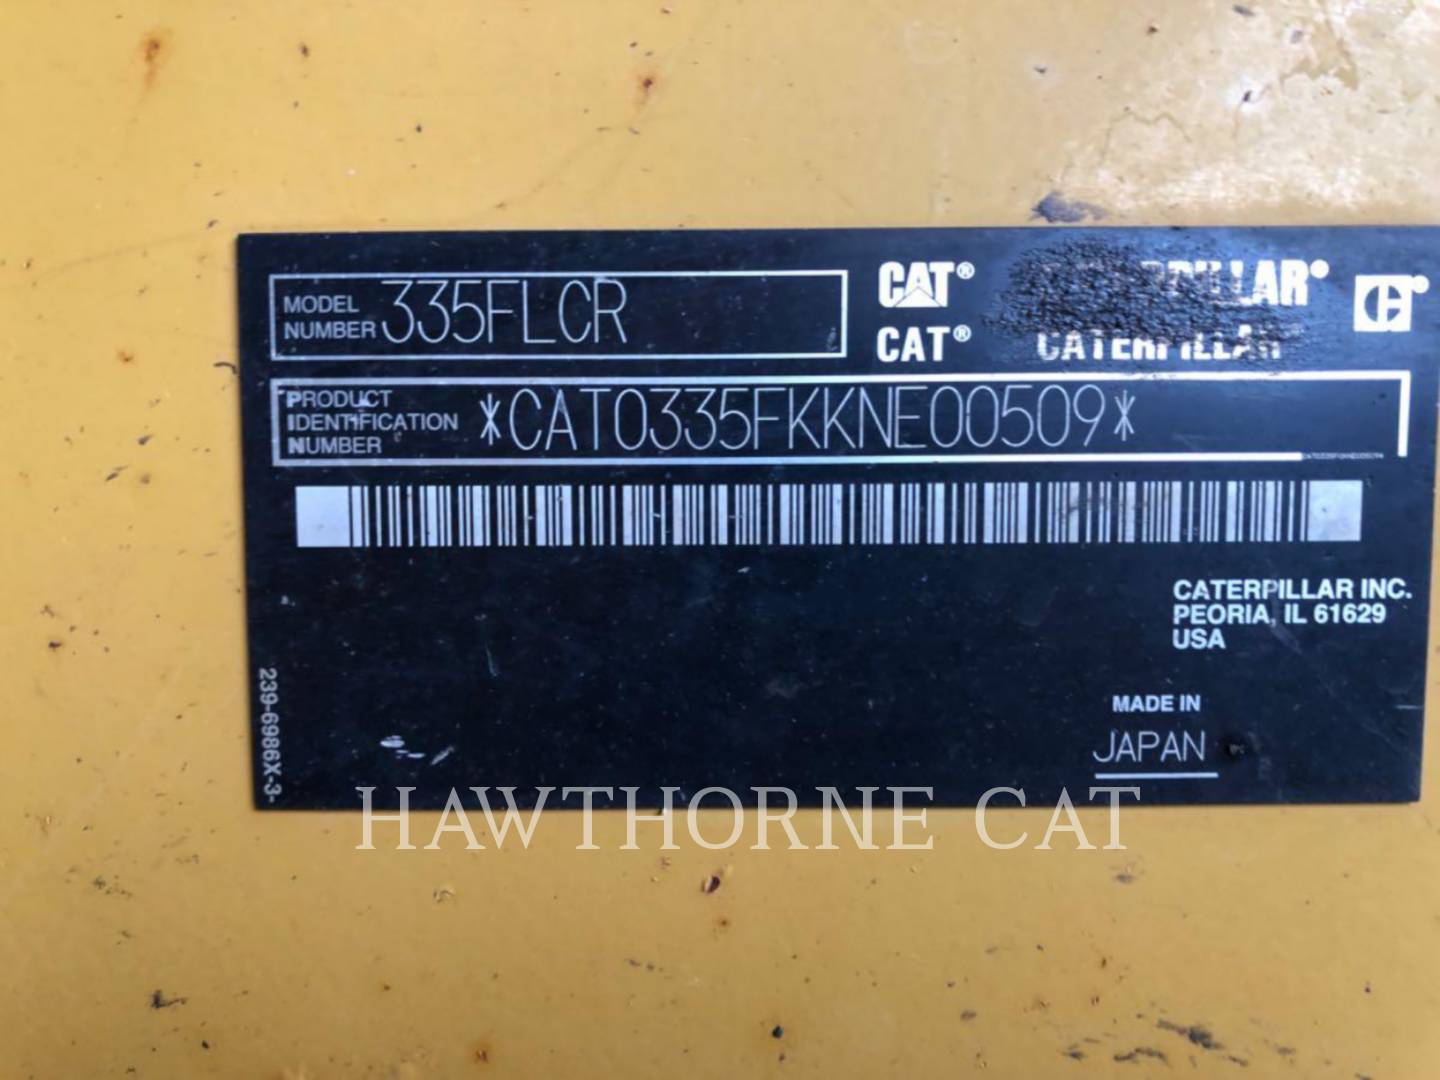 MODEL
NUMBER 335FLCR
CAT® CATERPILLAR®
CAT® CATERPILLAR
PRODUCT
IDENTIFICATION
NUMBER *CAT0335FKKNE00509*
CATERPILLAR INC.
PEORIA, IL 61629
USA
MADE IN
JAPAN
239-6986X-3-
HAWTHORNE CAT